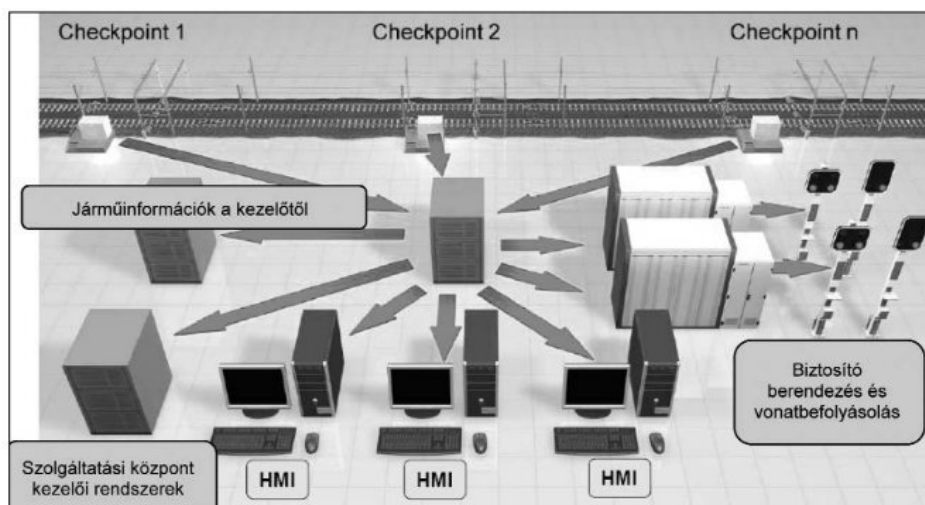 Checkpoint 1
Checkpoint 2
Checkpoint n
Járműinformációk a kezelőtől
Biztosító
berendezés és
vonatbefolyásolás
Szolgáltatási központ
kezelői rendszerek
HMI
HMI
HMI